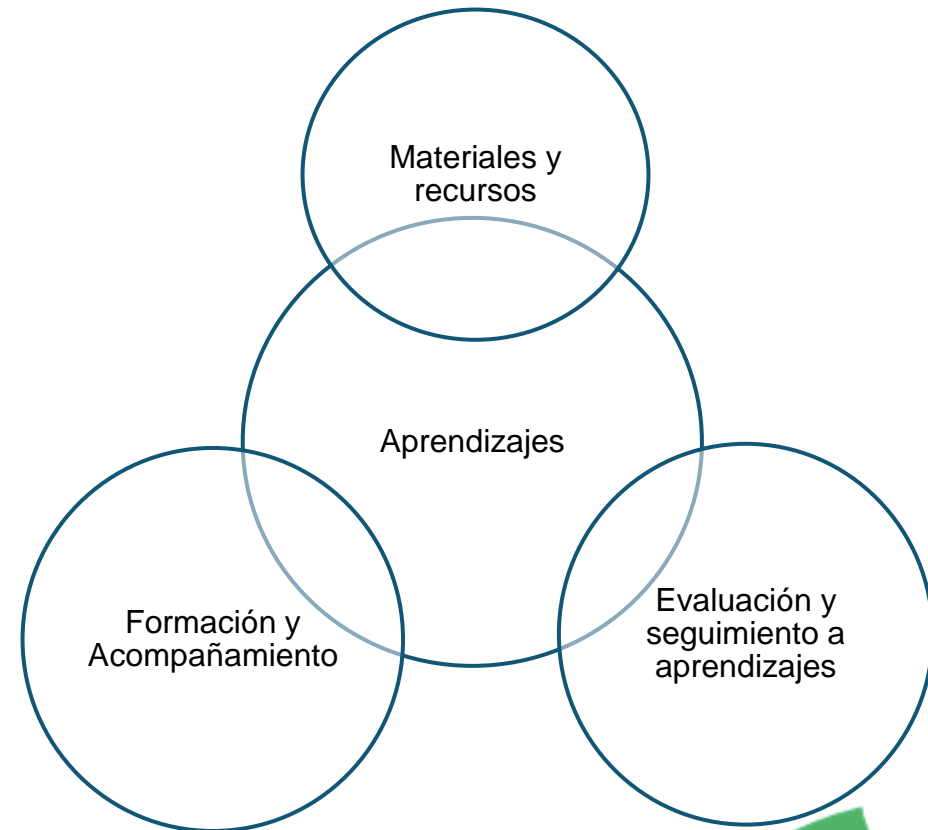 Materiales y
recursos
Aprendizajes
Formación y
Acompañamiento
Evaluación y
seguimiento a
aprendizajes